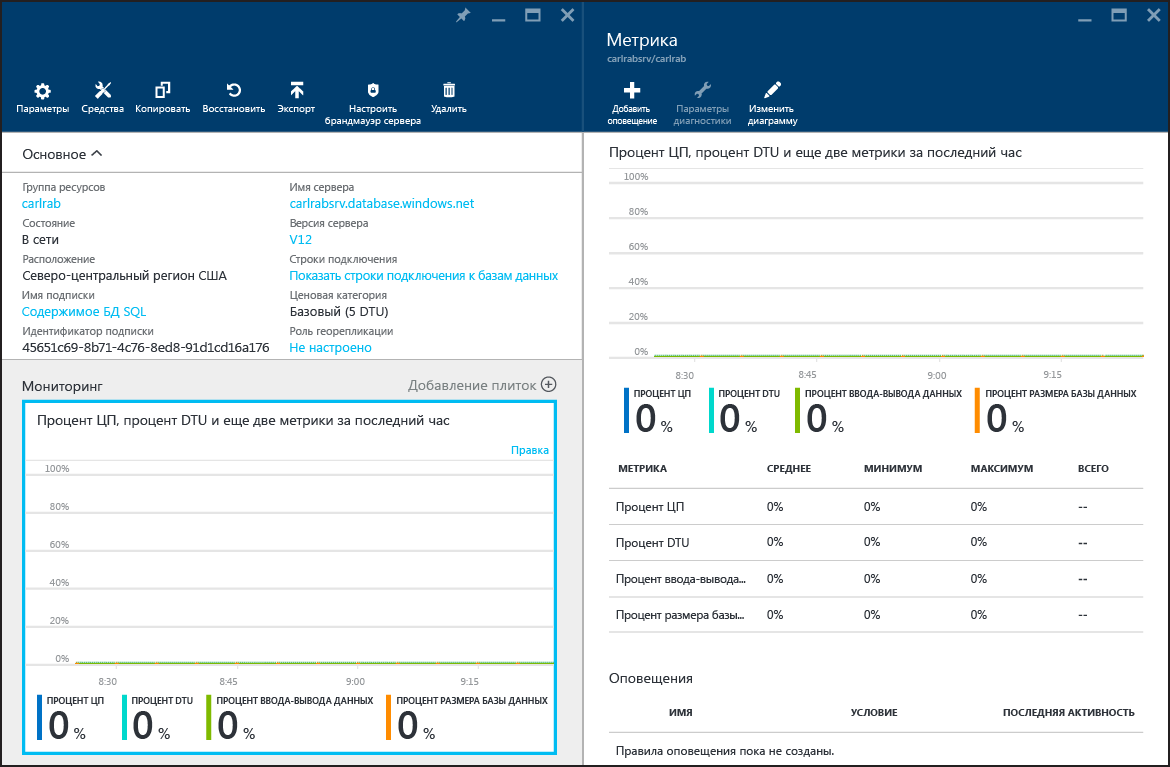 Параметры
Средства
Копировать
Восстановить
Экспорт
Настроить
брандмауэр сервера
Удалить
Основное
Группа ресурсов
carlrab
Состояние
В сети
Расположение
Северо-центральный регион США
Имя подписки
Содержимое БД SQL
Идентификатор подписки
45651c69-8b71-4c76-8ed8-91d1cd16a176
Имя сервера
carlrabsrv.database.windows.net
Версия сервера
V12
Строки подключения
Показать строки подключения к базам данных
Ценовая категория
Базовый (5 DTU)
Роль георепликации
Не настроено
Мониторинг
Добавление плиток
Процент ЦП, процент DTU и еще две метрики за последний час
Правка
100%
80%
60%
40%
20%
0%
8:30 8:45 9:00 9:15
ПРОЦЕНТ ЦП
0 %
ПРОЦЕНТ DTU
0 %
ПРОЦЕНТ ВВОДА-ВЫВОДА ДАННЫХ
0 %
ПРОЦЕНТ РАЗМЕРА БАЗЫ ДАННЫХ
0 %
Метрика
carlrabsrv/carlrab
Добавить
оповещение
Параметры
диагностики
Изменить
диаграмму
Процент ЦП, процент DTU и еще две метрики за последний час
100%
80%
60%
40%
20%
0%
8:30 8:45 9:00 9:15
ПРОЦЕНТ ЦП
0 %
ПРОЦЕНТ DTU
0 %
ПРОЦЕНТ ВВОДА-ВЫВОДА ДАННЫХ
0 %
ПРОЦЕНТ РАЗМЕРА БАЗЫ ДАННЫХ
0 %
МЕТРИКА СРЕДНЕЕ МИНИМУМ МАКСИМУМ ВСЕГО
Процент ЦП 0% 0% 0% --
Процент DTU 0% 0% 0% --
Процент ввода-вывода... 0% 0% 0% --
Процент размера базы... 0% 0% 0% --
Оповещения
ИМЯ УСЛОВИЕ ПОСЛЕДНЯЯ АКТИВНОСТЬ
Правила оповещения пока не созданы.